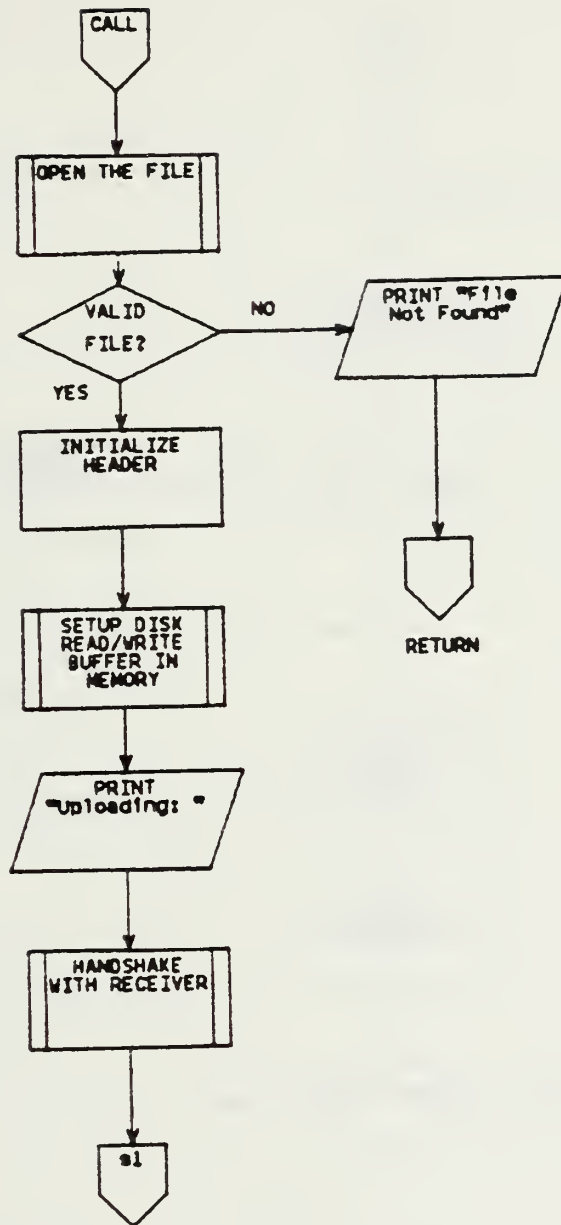 CALL
OPEN THE FILE
VALID
FILE?
NO
PRINT "File
Not Found"
YES
INITIALIZE
HEADER
RETURN
SETUP DISK
READ/WRITE
BUFFER IN
MEMORY
PRINT
"Uploading: "
HANDSHAKE
WITH RECEIVER
s1